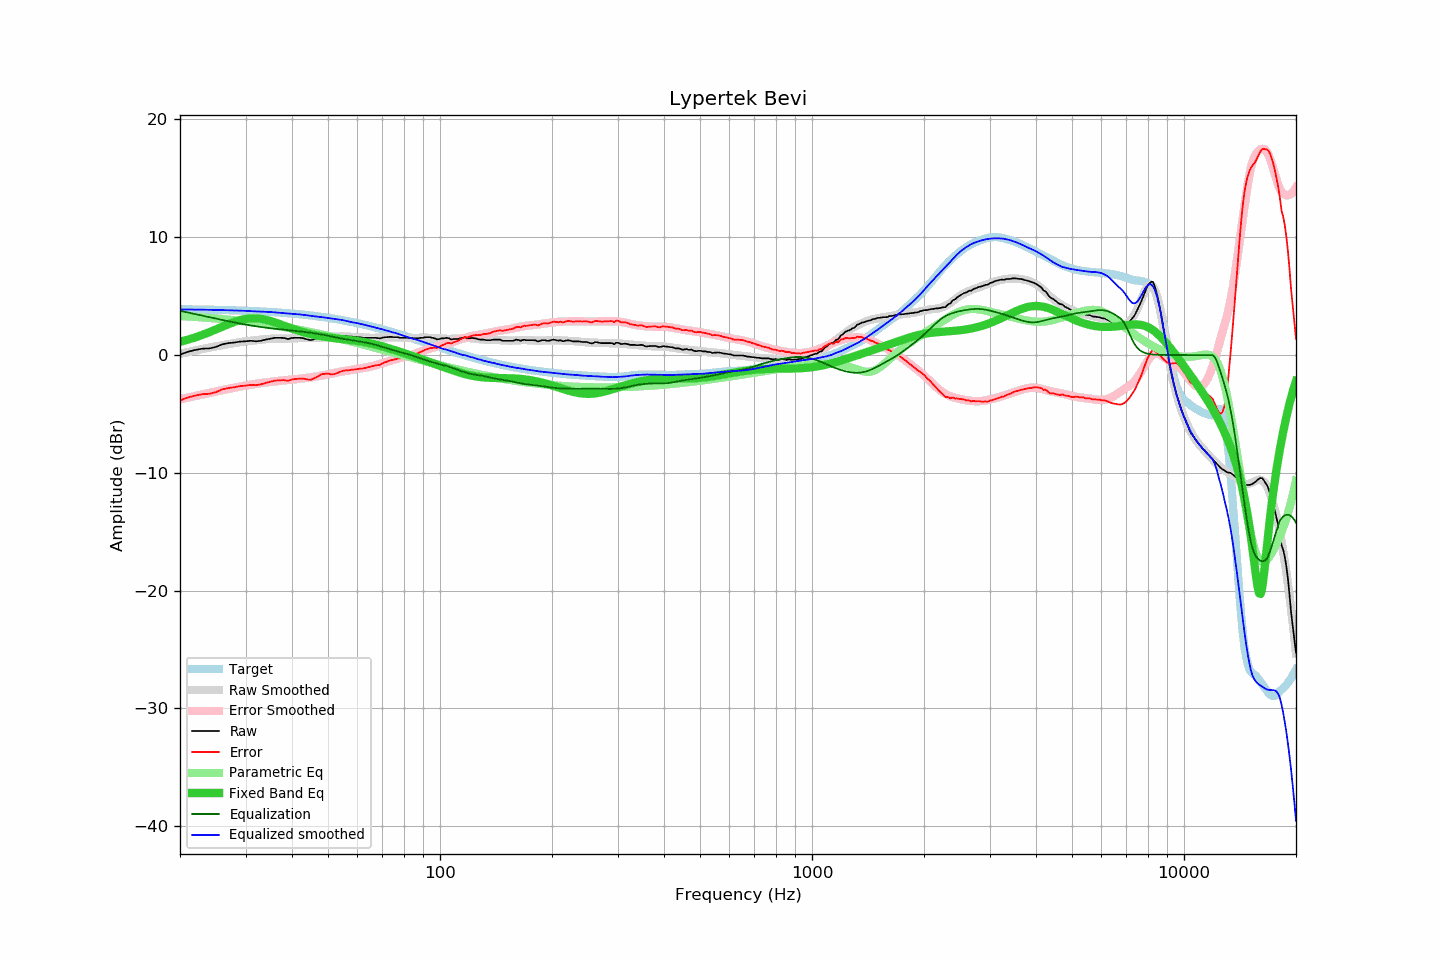 Lypertek Bevi
20
10
0
−10
−20
−30
−40
Amplitude (dBr)
Target
Raw Smoothed
Error Smoothed
Raw
Error
Parametric Eq
Fixed Band Eq
Equalization
Equalized smoothed
100
1000
10000
Frequency (Hz)